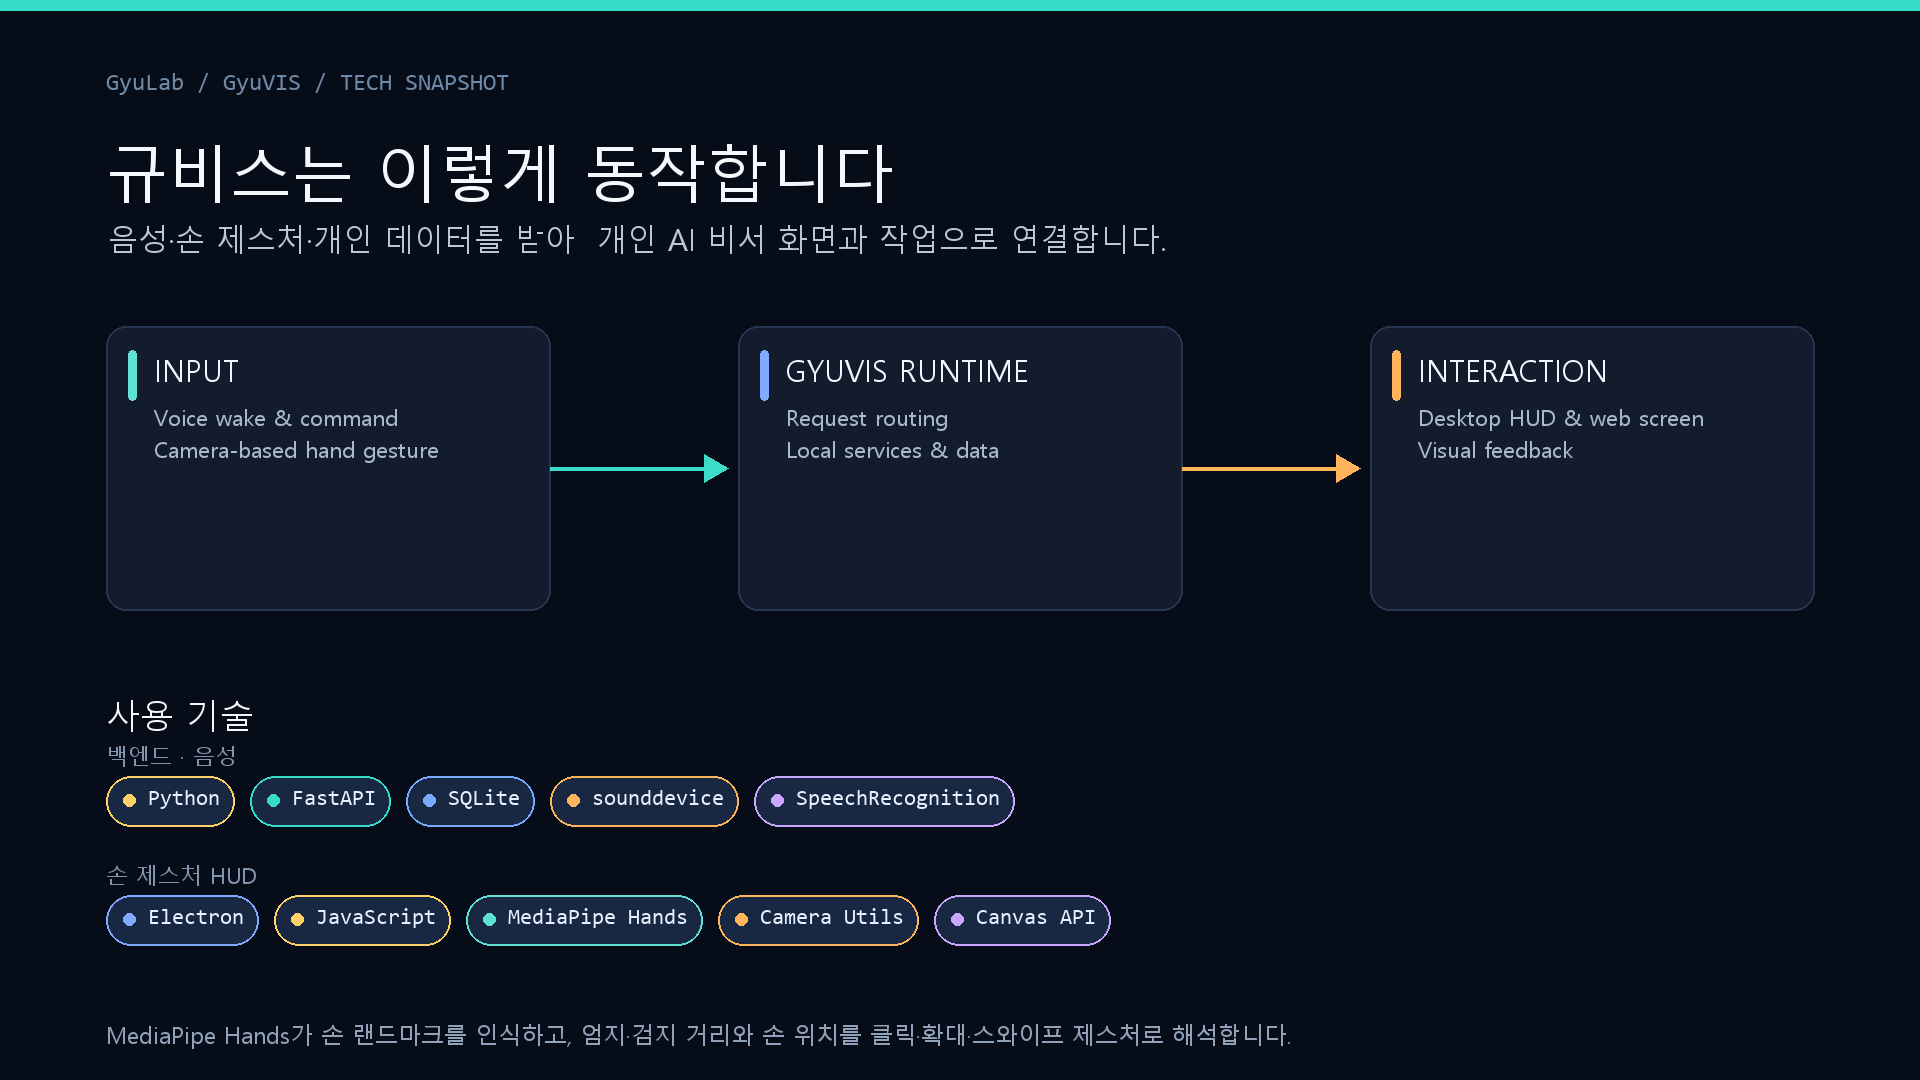 GyuLab / GyuVIS / TECH SNAPSHOT
규비스는 이렇게 동작합니다
음성·손 제스처·개인 데이터를 받아 개인 AI 비서 화면과 작업으로 연결합니다.
INPUT
Voice wake & command
Camera-based hand gesture
GYUVIS RUNTIME
Request routing
Local services & data
INTERACTION
Desktop HUD & web screen
Visual feedback
사용 기술
백엔드 · 음성
Python FastAPI SQLite sounddevice SpeechRecognition
손 제스처 HUD
Electron JavaScript MediaPipe Hands Camera Utils Canvas API
MediaPipe Hands가 손 랜드마크를 인식하고, 엄지·검지 거리와 손 위치를 클릭·확대·스와이프 제스처로 해석합니다.